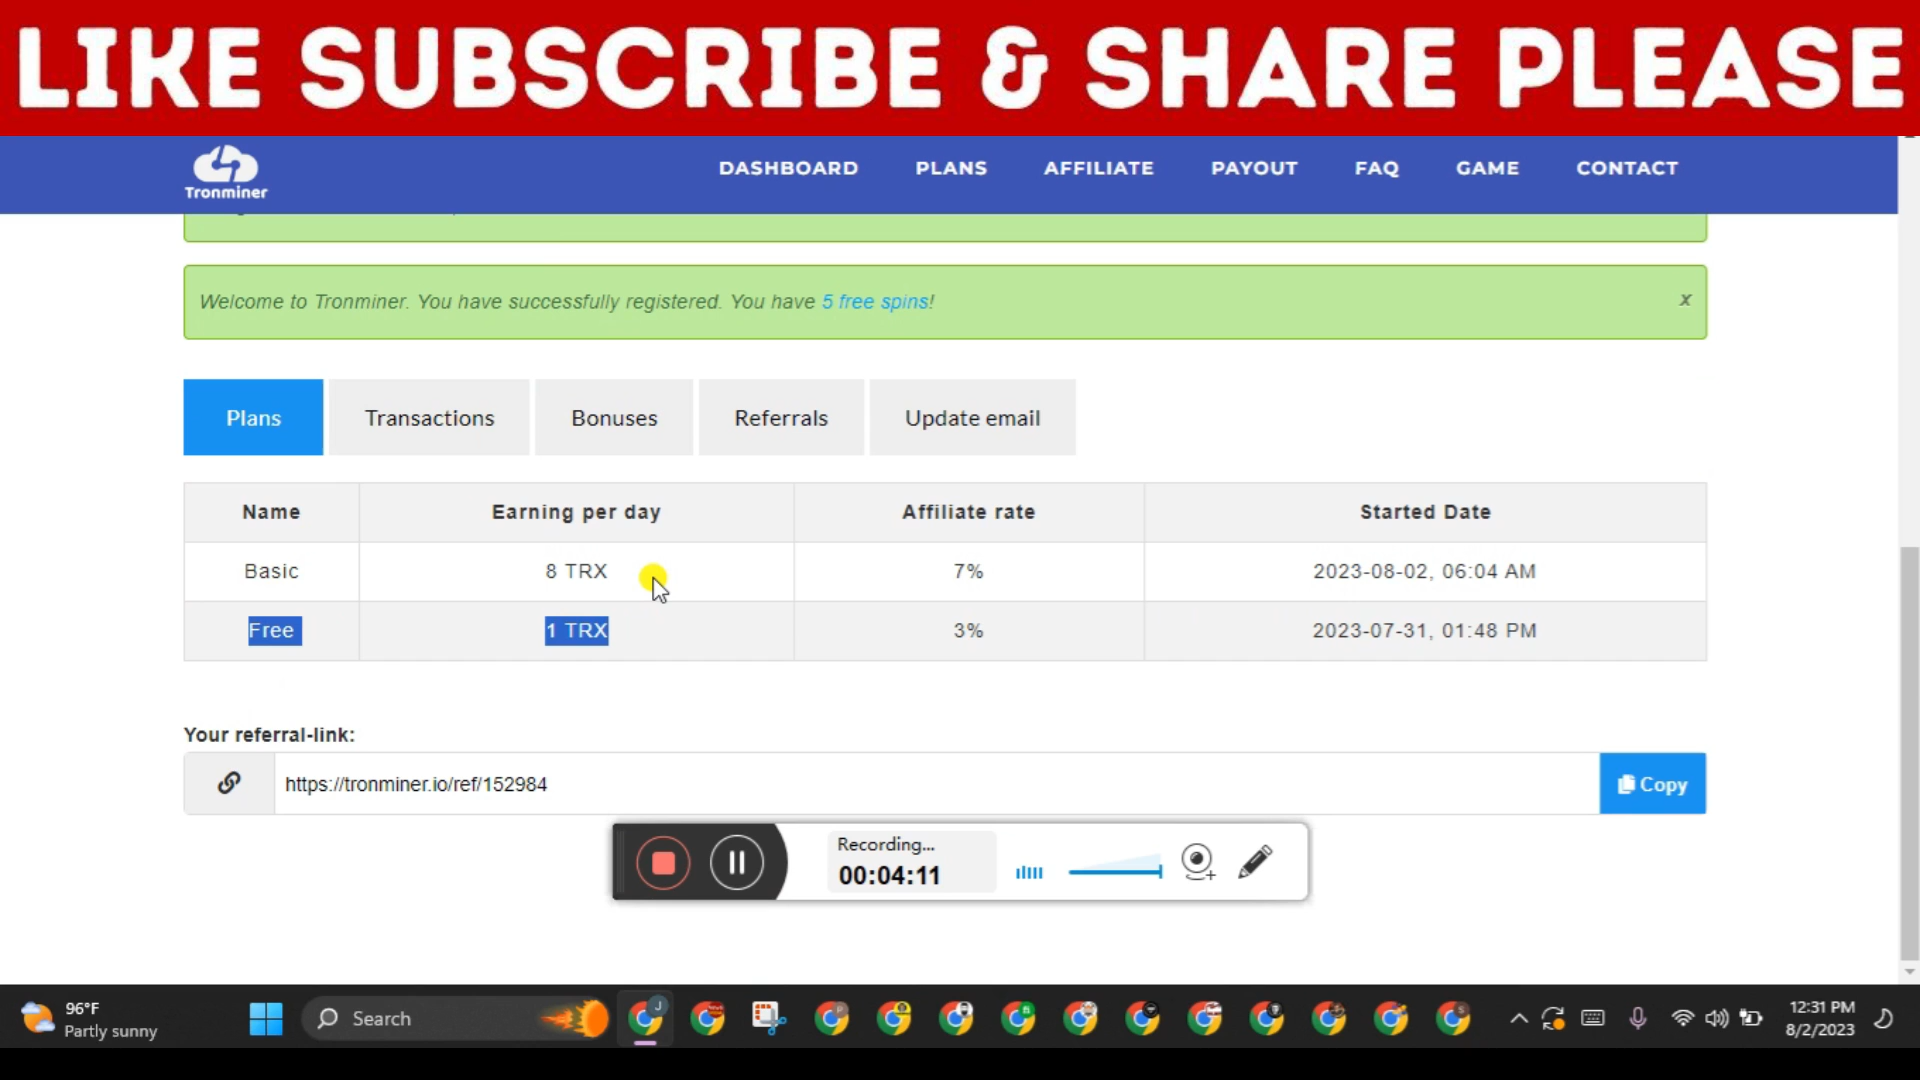 LIKE SUBSCRIBE & SHARE PLEASE
Tronminer
DASHBOARD PLANS AFFILIATE PAYOUT FAQ GAME CONTACT
Welcome to Tronminer. You have successfully registered. You have 5 free spins!
x
Plans Transactions Bonuses Referrals Update email
Name Earning per day Affiliate rate Started Date
Basic 8 TRX 7% 2023-08-02, 06:04 AM
Free 1 TRX 3% 2023-07-31, 01:48 PM
Your referral-link:
https://tronminer.io/ref/152984 Copy
Recording...
00:04:11
96°F
Partly sunny
Search
12:31 PM
8/2/2023